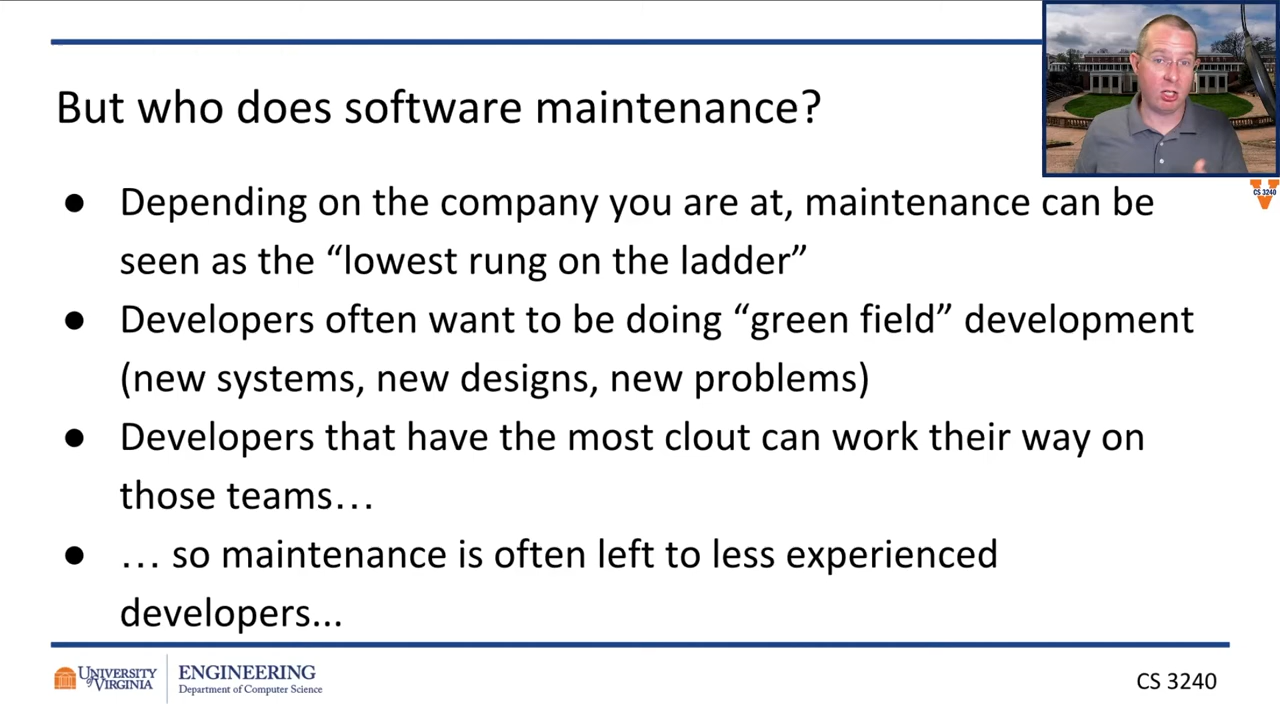 But who does software maintenance?
● Depending on the company you are at, maintenance can be
seen as the “lowest rung on the ladder”
● Developers often want to be doing “green field” development
(new systems, new designs, new problems)
● Developers that have the most clout can work their way on
those teams…
● … so maintenance is often left to less experienced
developers...
CS 3240
UNIVERSITY
of VIRGINIA
ENGINEERING
Department of Computer Science
CS 3240